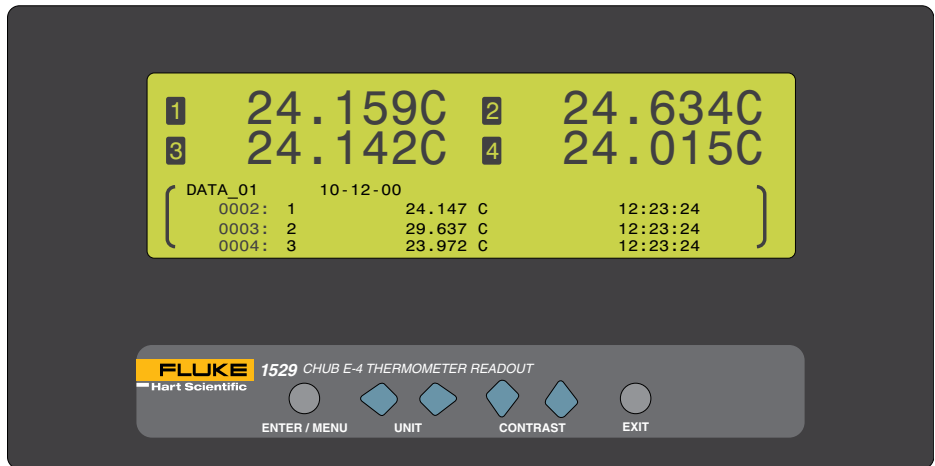 1 24.159C 2 24.634C
3 24.142C 4 24.015C
DATA_01 10-12-00
0002: 1 24.147 C 12:23:24
0003: 2 29.637 C 12:23:24
0004: 3 23.972 C 12:23:24
FLUKE
Hart Scientific
1529 CHUB E-4 THERMOMETER READOUT
ENTER / MENU UNIT CONTRAST EXIT